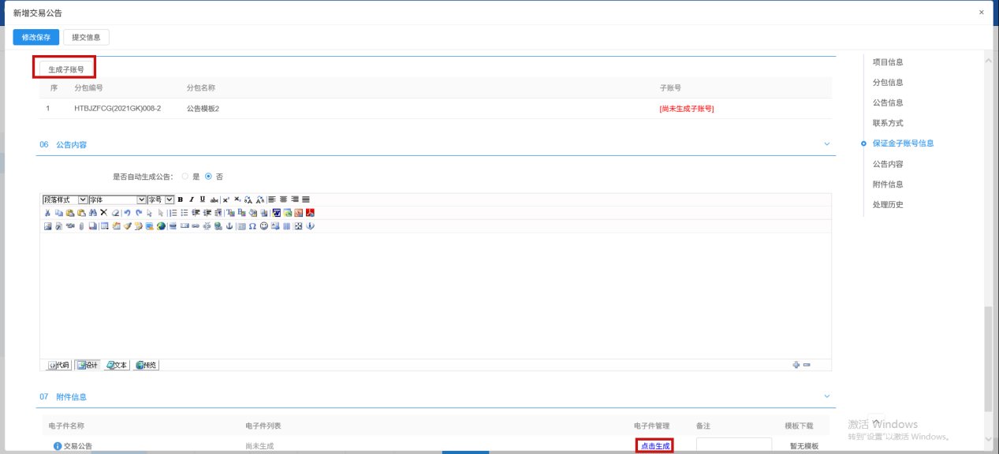 新增交易公告 ×
修改保存 提交信息
生成子账号
序 分包编号 分包名称 子账号
1 HTBJZFCG(2021GK)008-2 公告模板2 [尚未生成子账号]
06 公告内容
是否自动生成公告: 是 否
段落样式 字体 字号
代码 设计 文本 预览
07 附件信息
电子件名称 电子件列表 电子件管理 备注 模板下载
交易公告 尚未生成 点击生成 暂无模板
项目信息
分包信息
公告信息
联系方式
保证金子账号信息
公告内容
附件信息
处理历史
激活 Windows
转到"设置"以激活 Windows。